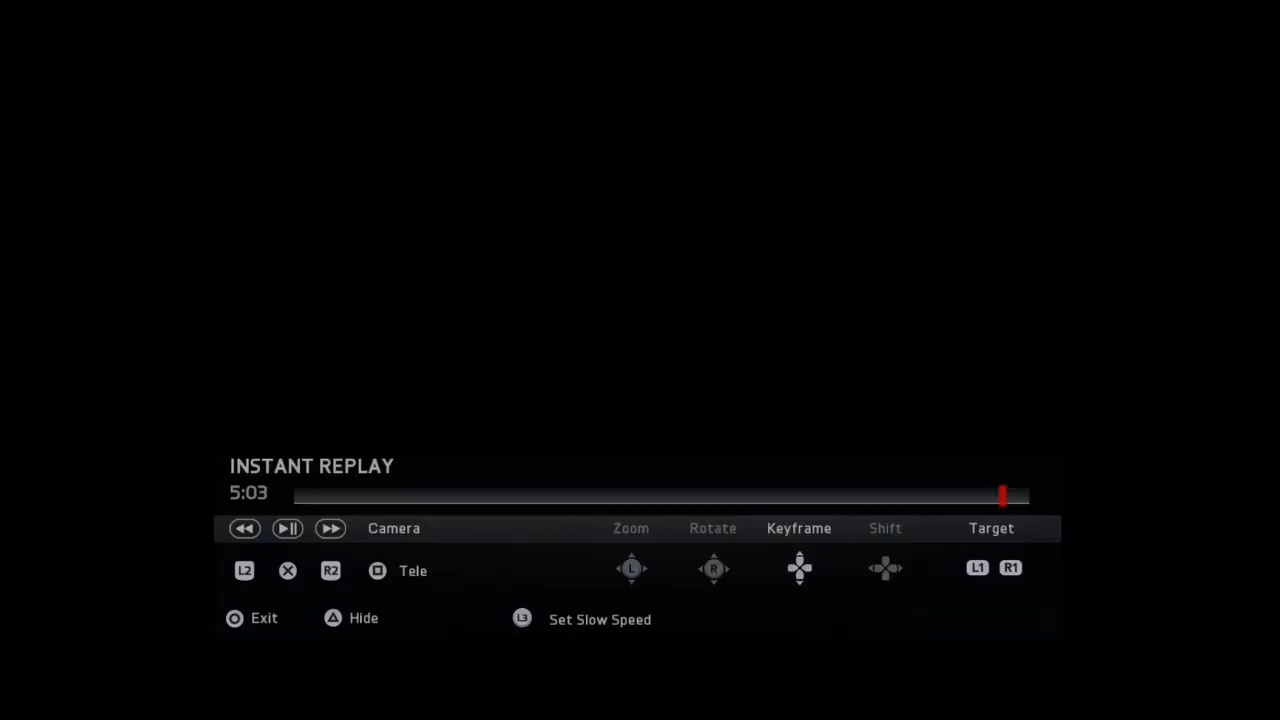 INSTANT REPLAY
5:03
Camera Zoom Rotate Keyframe Shift Target
L2 R2 Tele L R L1 R1
Exit Hide L3 Set Slow Speed